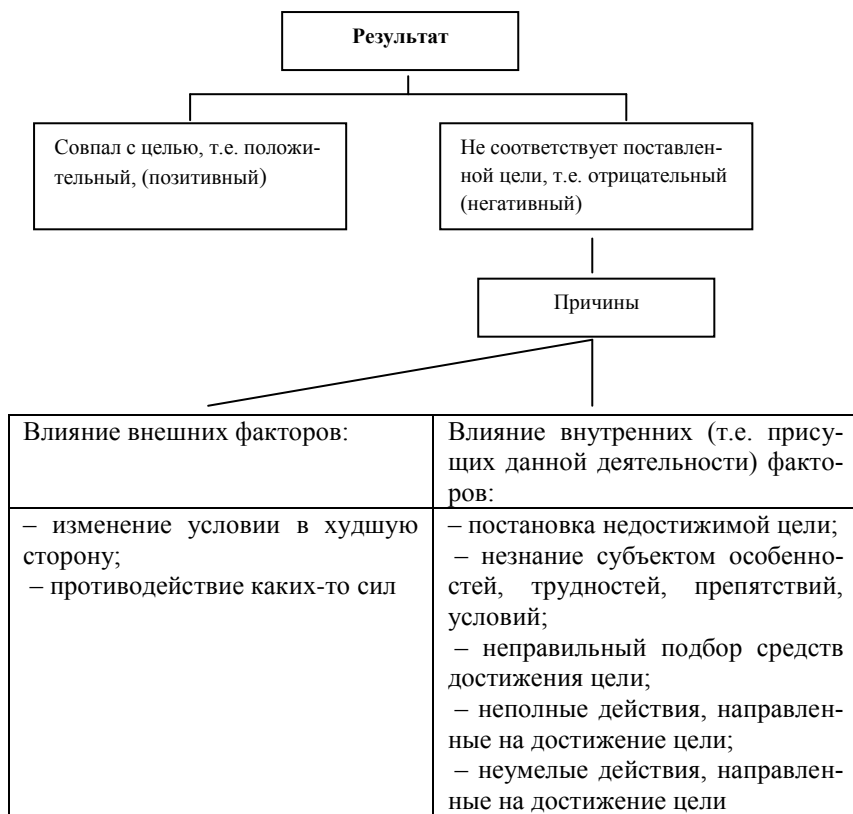 Результат
Совпал с целью, т.е. положи-
тельный, (позитивный)
Не соответствует поставлен-
ной цели, т.е. отрицательный
(негативный)
Причины
Влияние внешних факторов:
Влияние внутренних (т.е. прису-
щих данной деятельности) факто-
ров:
– изменение условии в худшую
сторону;
– противодействие каких-то сил
– постановка недостижимой цели;
– незнание субъектом особенно-
стей, трудностей, препятствий,
условий;
– неправильный подбор средств
достижения цели;
– неполные действия, направлен-
ные на достижение цели;
– неумелые действия, направлен-
ные на достижение цели